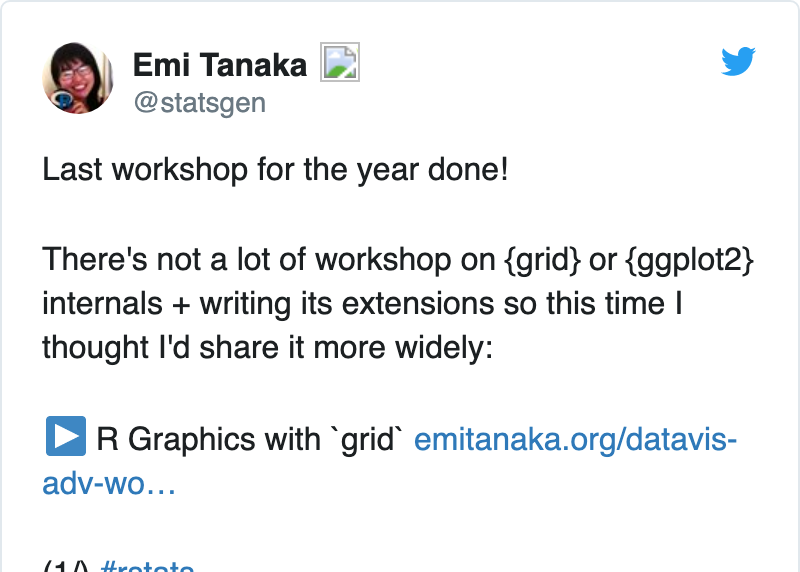 Emi Tanaka
@statsgen
Last workshop for the year done!
There's not a lot of workshop on {grid} or {ggplot2}
internals + writing its extensions so this time I
thought I'd share it more widely:
R Graphics with `grid` emitanaka.org/datavis-
adv-wo…
(1/) #rstats